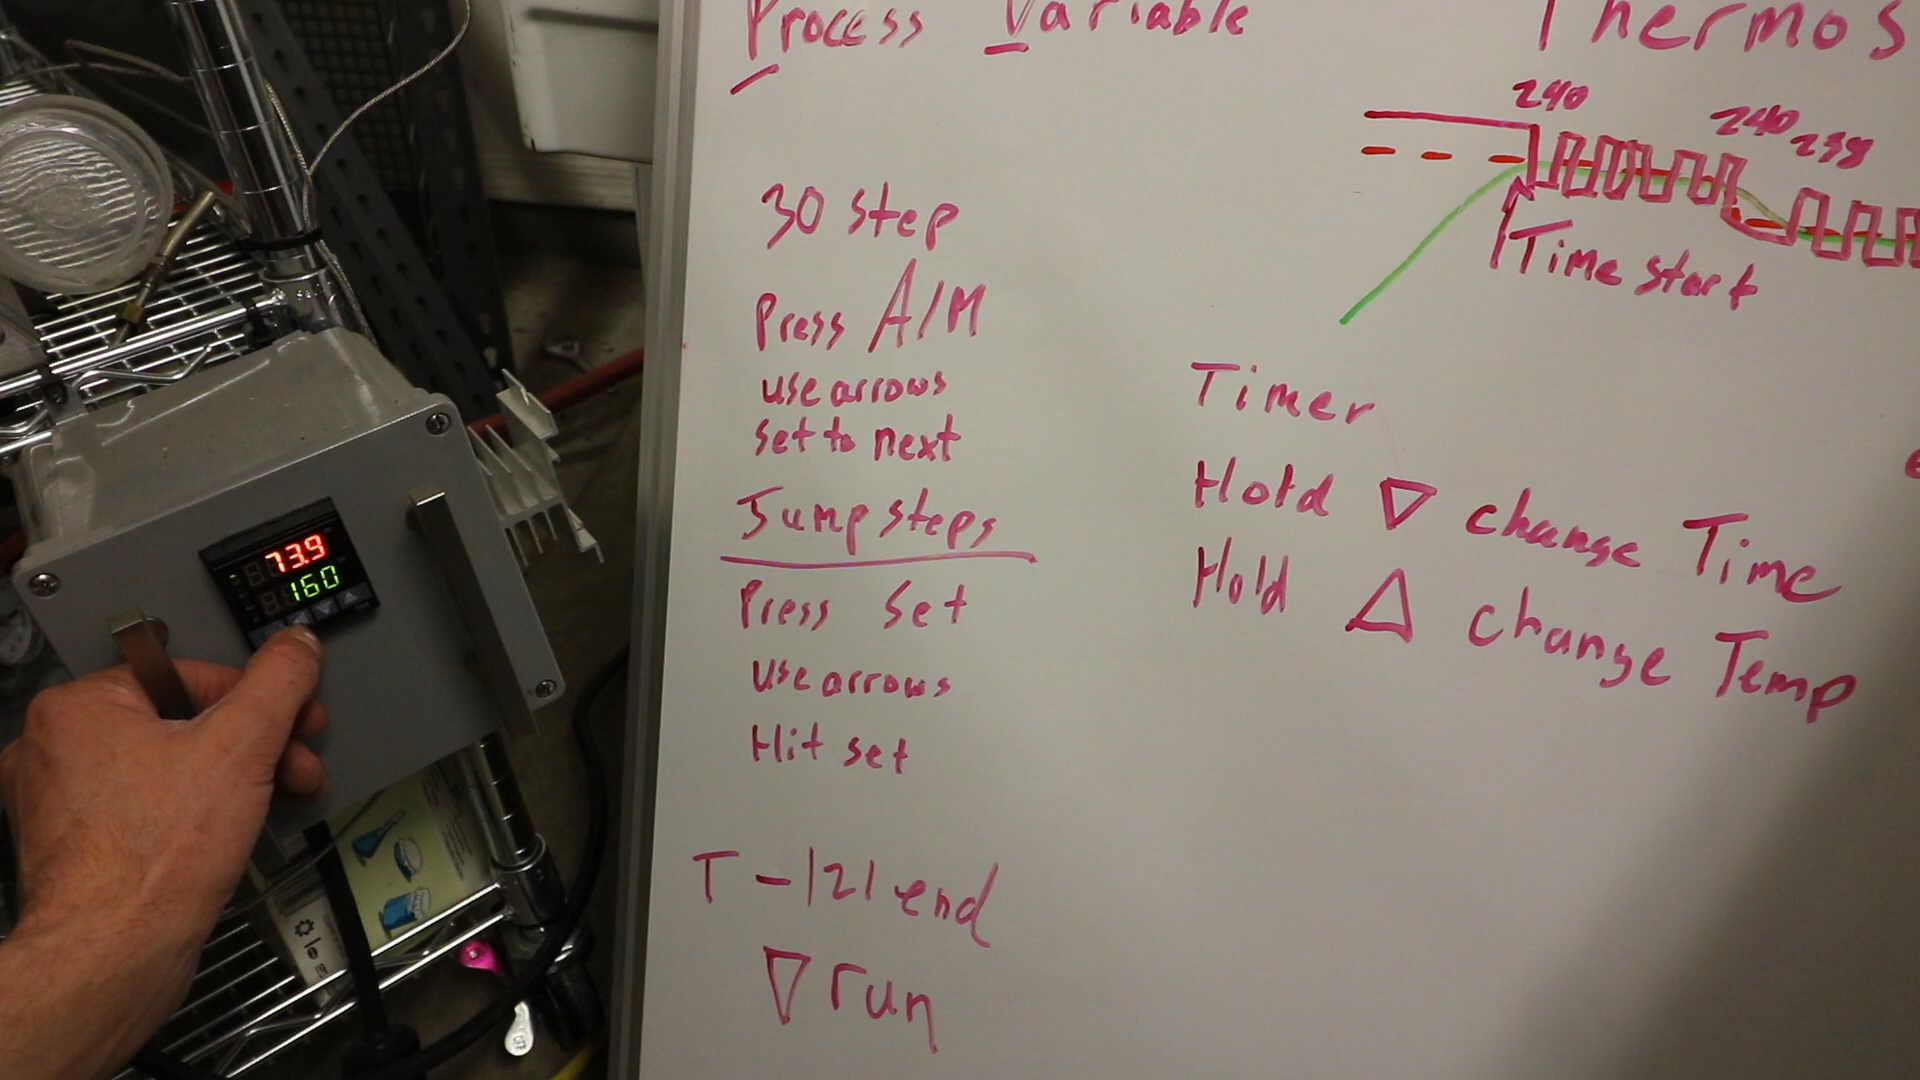 Process Variable
Thermos
240
240
238
Time start
30 step
Press A/M
use arrows
set to next
Jump steps
Press Set
use arrows
Hit set
T-121 end
▽ run
Timer
Hold ▽ change Time
Hold △ change Temp
73.9
160